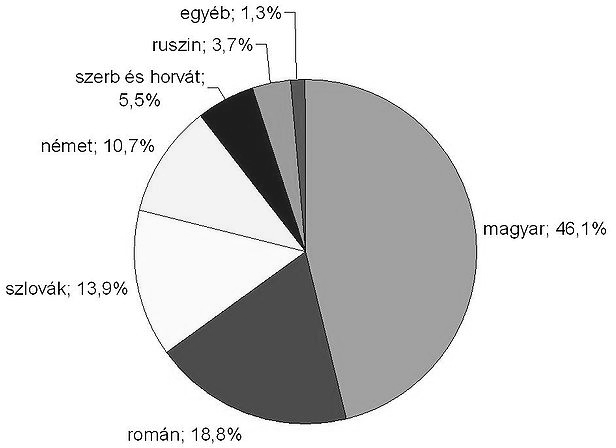 egyéb; 1,3%
ruszin; 3,7%
szerb és horvát;
5,5%
német; 10,7%
magyar; 46,1%
szlovák; 13,9%
román; 18,8%